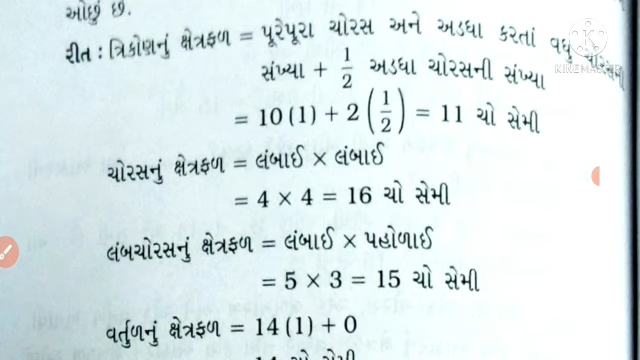 ઓછું છે.
રીત : ત્રિકોણનું ક્ષેત્રફળ = પૂરેપૂરા ચોરસ અને અડધા કરતાં વધુ
સંખ્યા + 1/2 અડધા ચોરસની સંખ્યા
= 10 (1) + 2 (1/2) = 11 ચો સેમી
ચોરસનું ક્ષેત્રફળ = લંબાઈ × લંબાઈ
= 4 × 4 = 16 ચો સેમી
લંબચોરસનું ક્ષેત્રફળ = લંબાઈ × પહોળાઈ
= 5 × 3 = 15 ચો સેમી
વર્તુળનું ક્ષેત્રફળ = 14 (1) + 0